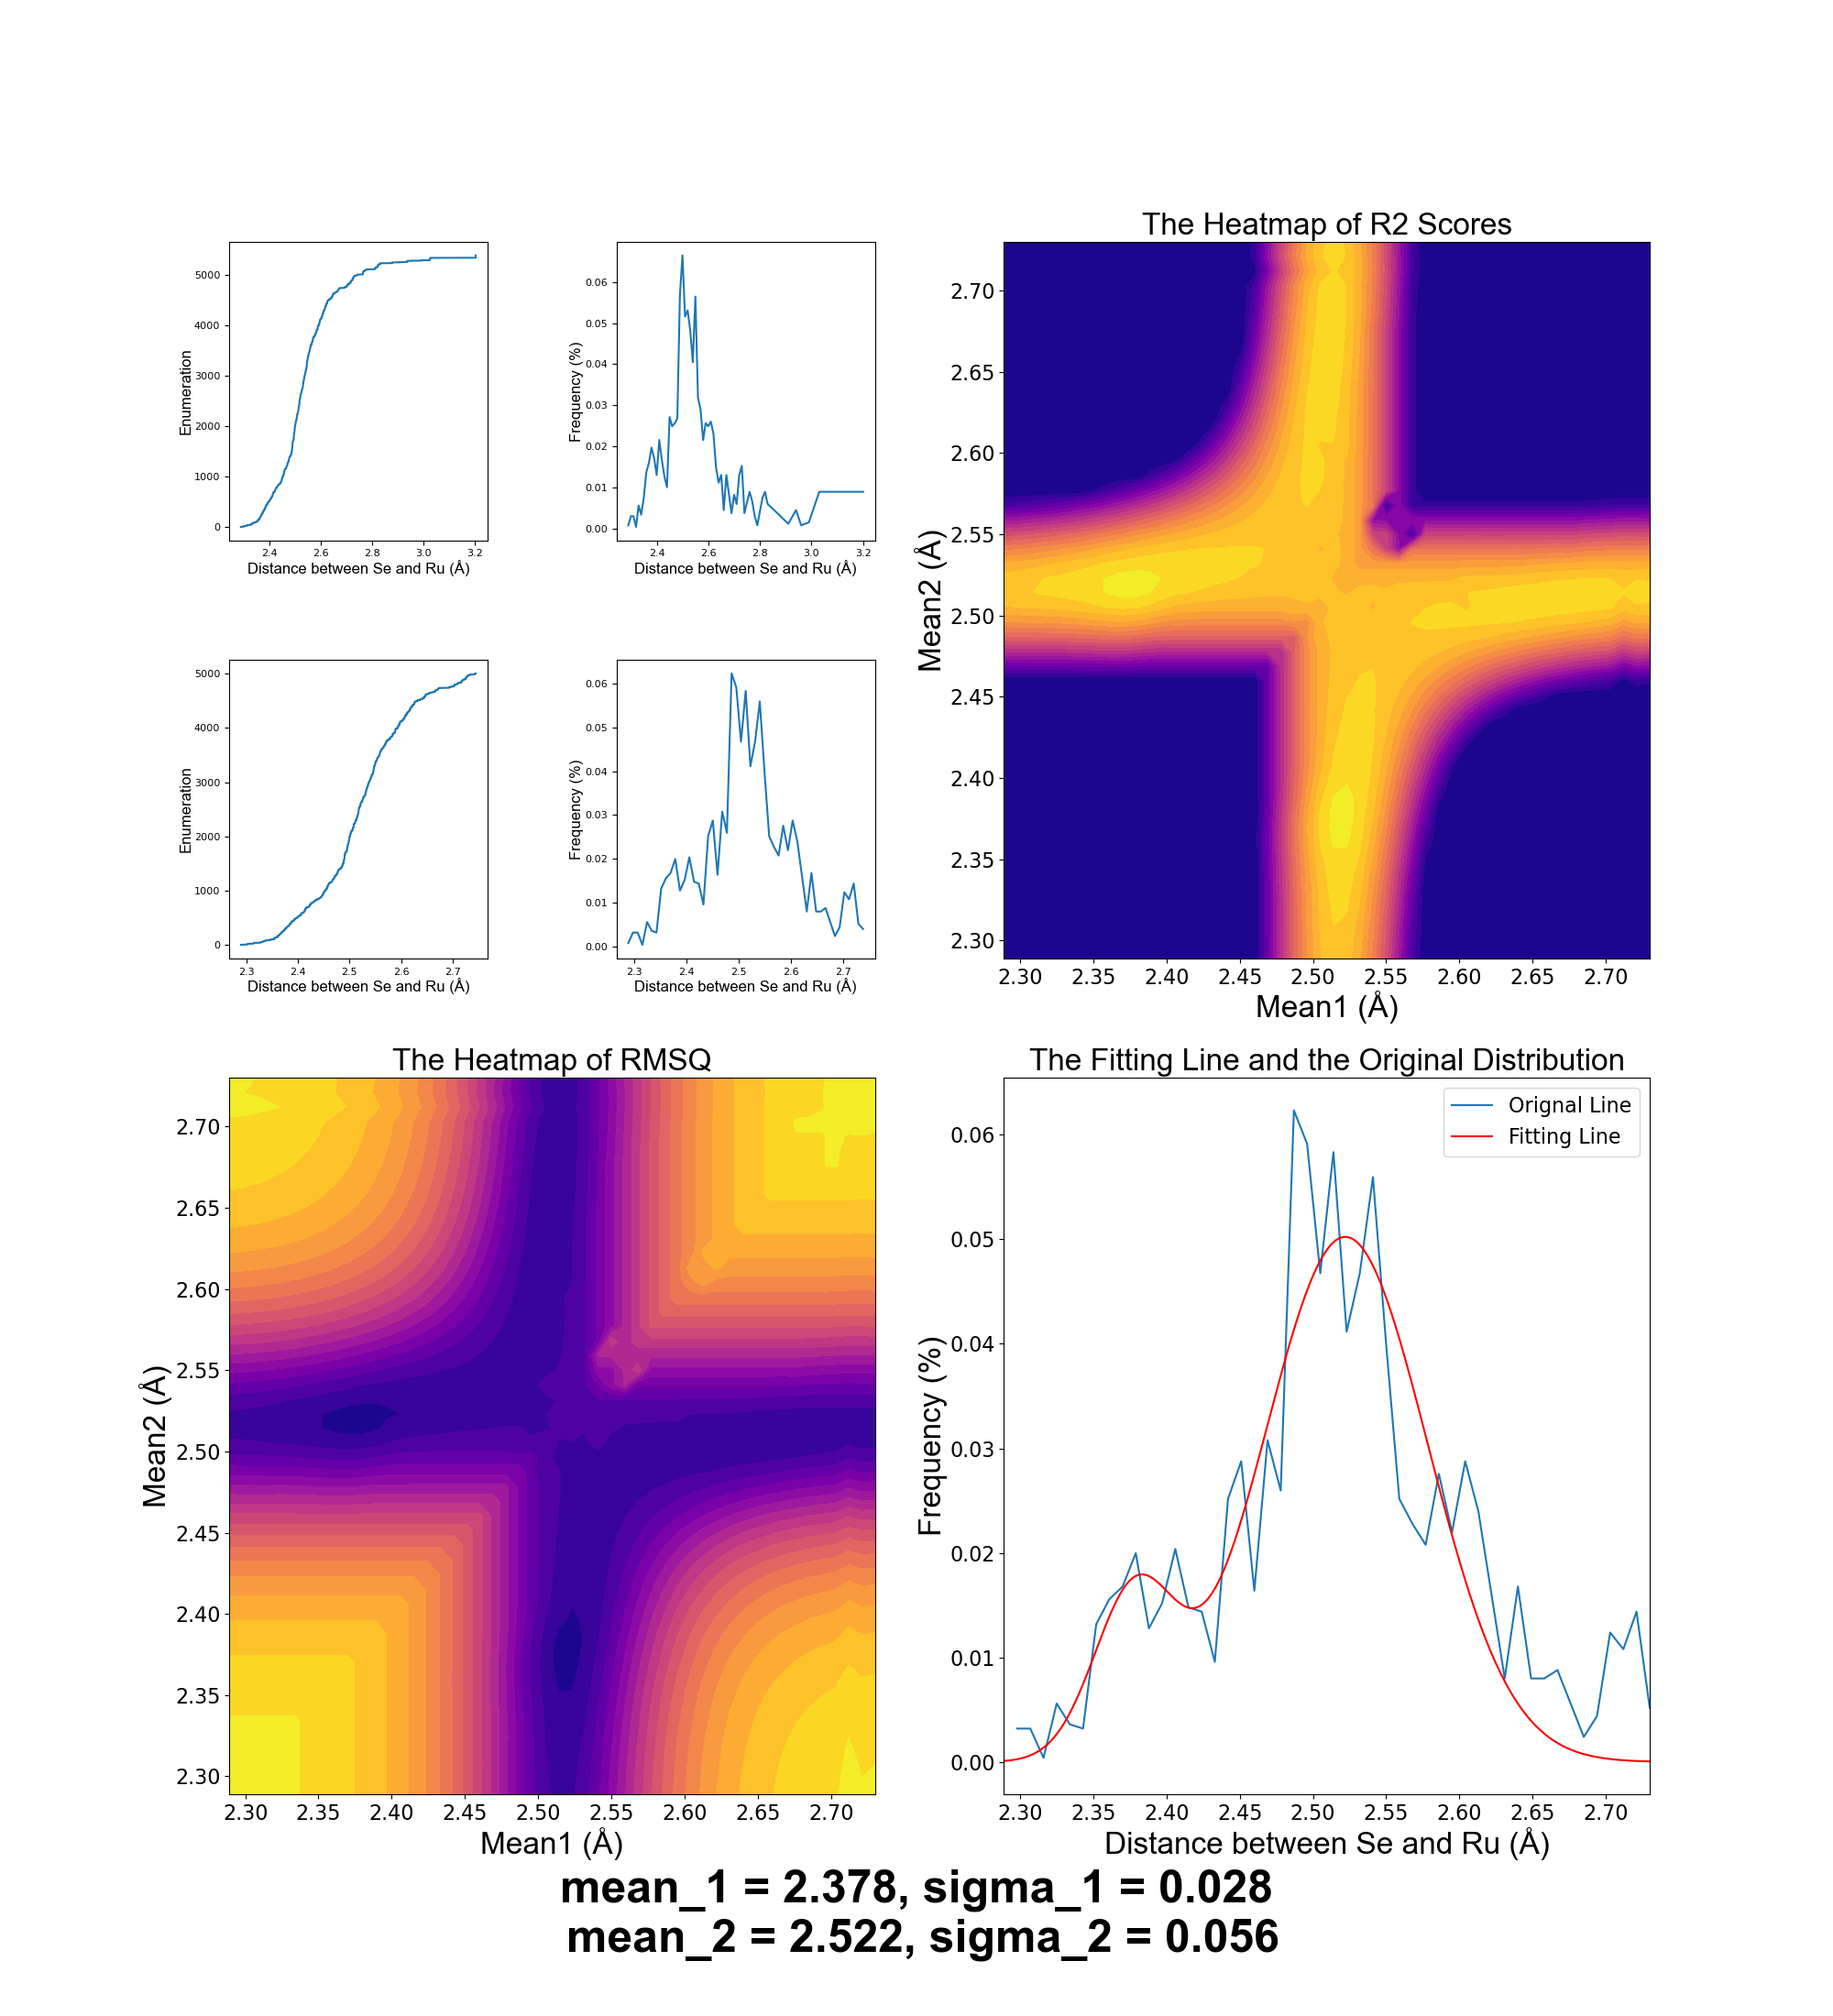 The Heatmap of R2 Scores
5000
4000
3000
2000
1000
0
Enumeration
2.4 2.6 2.8 3.0 3.2
Distance between Se and Ru (Å)
0.06
0.05
0.04
0.03
0.02
0.01
0.00
Frequency (%)
2.4 2.6 2.8 3.0 3.2
Distance between Se and Ru (Å)
2.70
2.65
2.60
2.55
2.50
2.45
2.40
2.35
2.30
Mean2 (Å)
2.30 2.35 2.40 2.45 2.50 2.55 2.60 2.65 2.70
Mean1 (Å)
5000
4000
3000
2000
1000
0
Enumeration
2.3 2.4 2.5 2.6 2.7
Distance between Se and Ru (Å)
0.06
0.05
0.04
0.03
0.02
0.01
0.00
Frequency (%)
2.3 2.4 2.5 2.6 2.7
Distance between Se and Ru (Å)
The Heatmap of RMSQ
2.70
2.65
2.60
2.55
2.50
2.45
2.40
2.35
2.30
Mean2 (Å)
2.30 2.35 2.40 2.45 2.50 2.55 2.60 2.65 2.70
Mean1 (Å)
The Fitting Line and the Original Distribution
Orignal Line
Fitting Line
0.06
0.05
0.04
0.03
0.02
0.01
0.00
Frequency (%)
2.30 2.35 2.40 2.45 2.50 2.55 2.60 2.65 2.70
Distance between Se and Ru (Å)
mean_1 = 2.378, sigma_1 = 0.028
mean_2 = 2.522, sigma_2 = 0.056